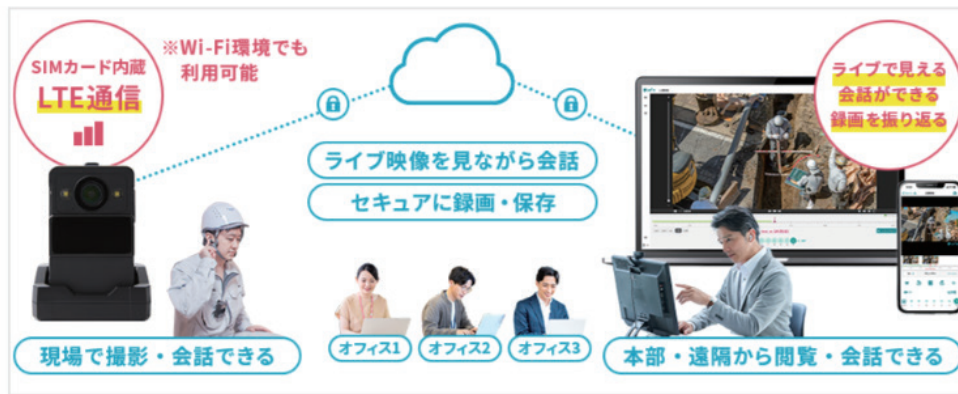 SIMカード内蔵
LTE通信
※Wi-Fi環境でも
利用可能
ライブで見える
会話ができる
録画を振り返る
ライブ映像を見ながら会話
セキュアに録画・保存
オフィス1
オフィス2
オフィス3
現場で撮影・会話できる
本部・遠隔から閲覧・会話できる